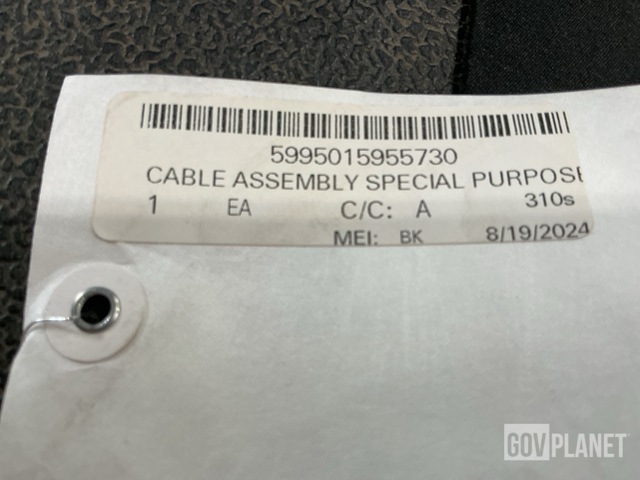 5995015955730
CABLE ASSEMBLY SPECIAL PURPOSE
1 EA C/C: A 310s
MEI: BK 8/19/2024
GOVPLANET